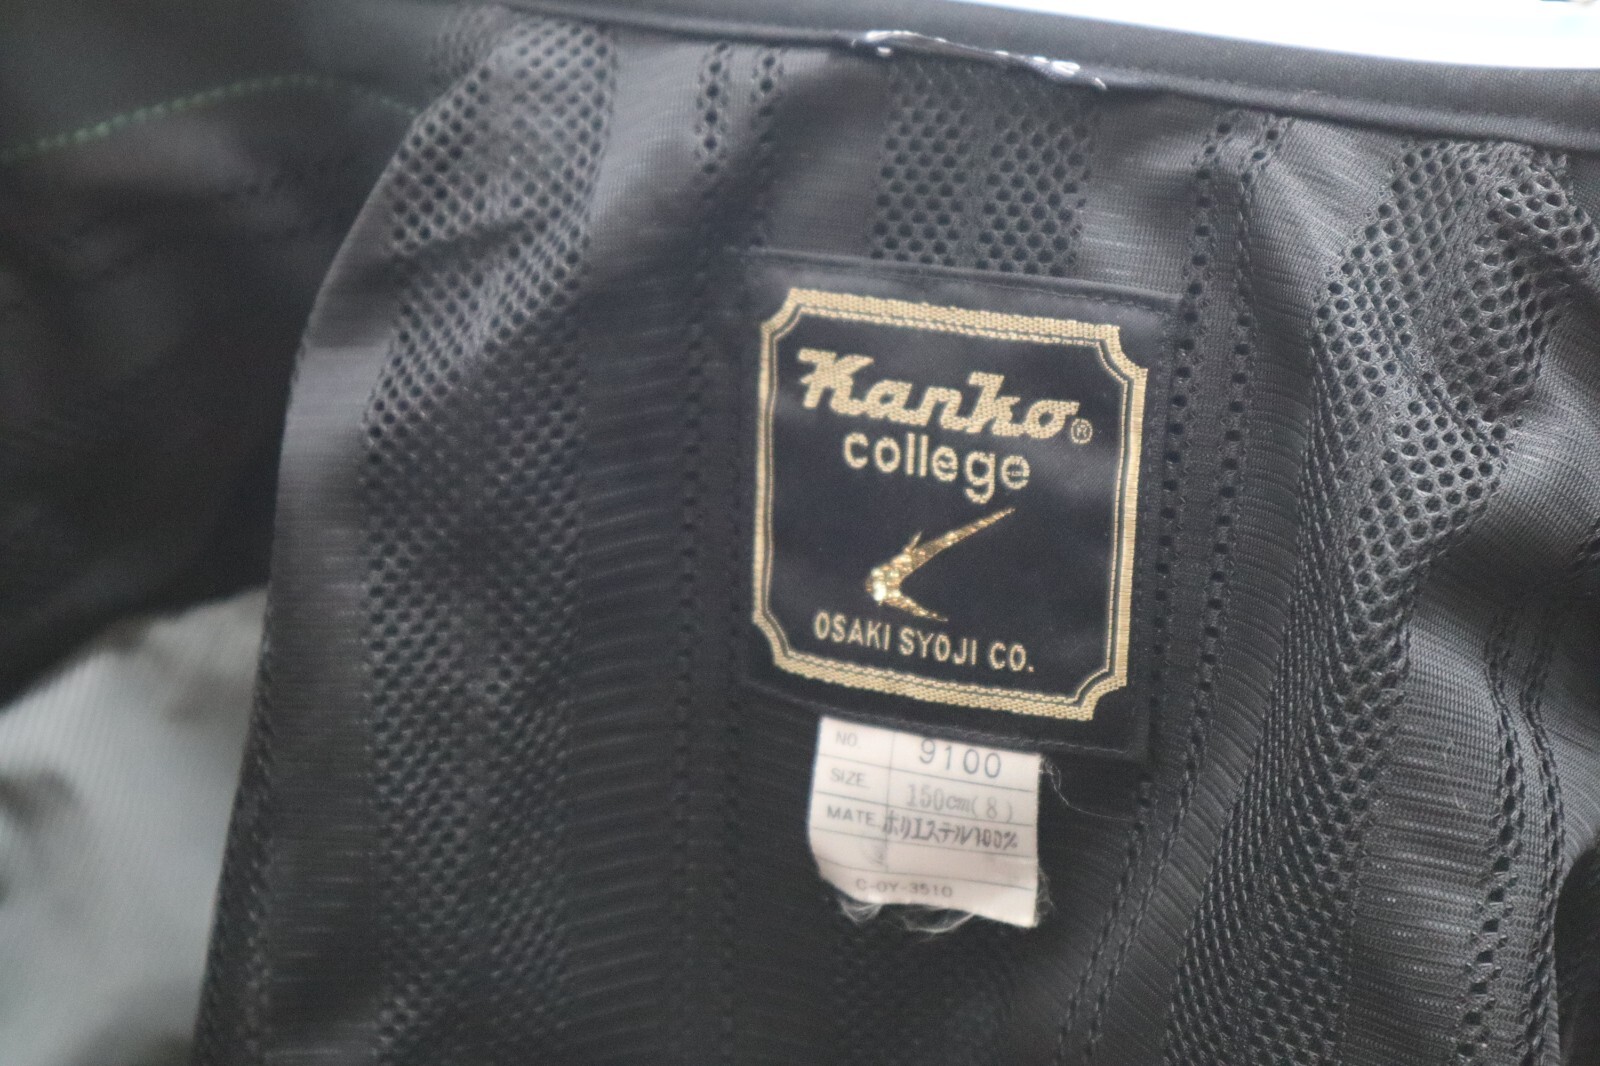 Kanko®
college
OSAKI SYOJI CO.
NO. 9100
SIZE 150cm(8)
MATE. ポリエステル100%
C-OY-3510